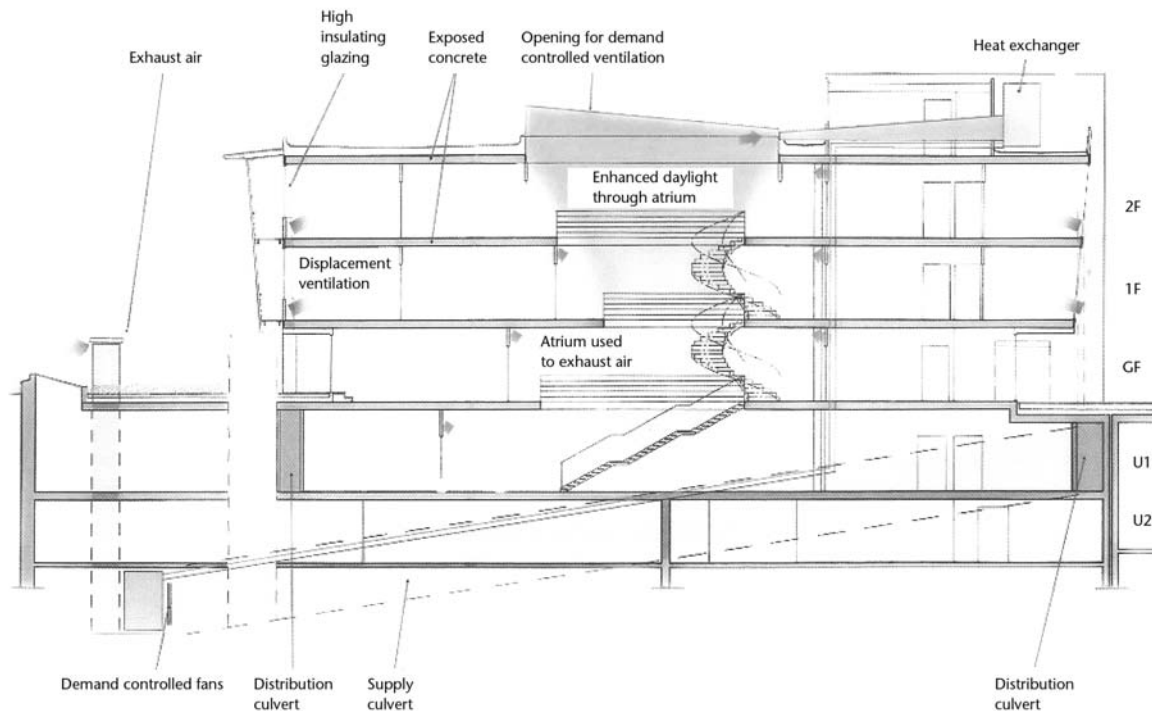 High
insulating
glazing
Exhaust air
Exposed
concrete
Opening for demand
controlled ventilation
Heat exchanger
Enhanced daylight
through atrium
2F
Displacement
ventilation
1F
Atrium used
to exhaust air
GF
U1
U2
Demand controlled fans
Distribution
culvert
Supply
culvert
Distribution
culvert